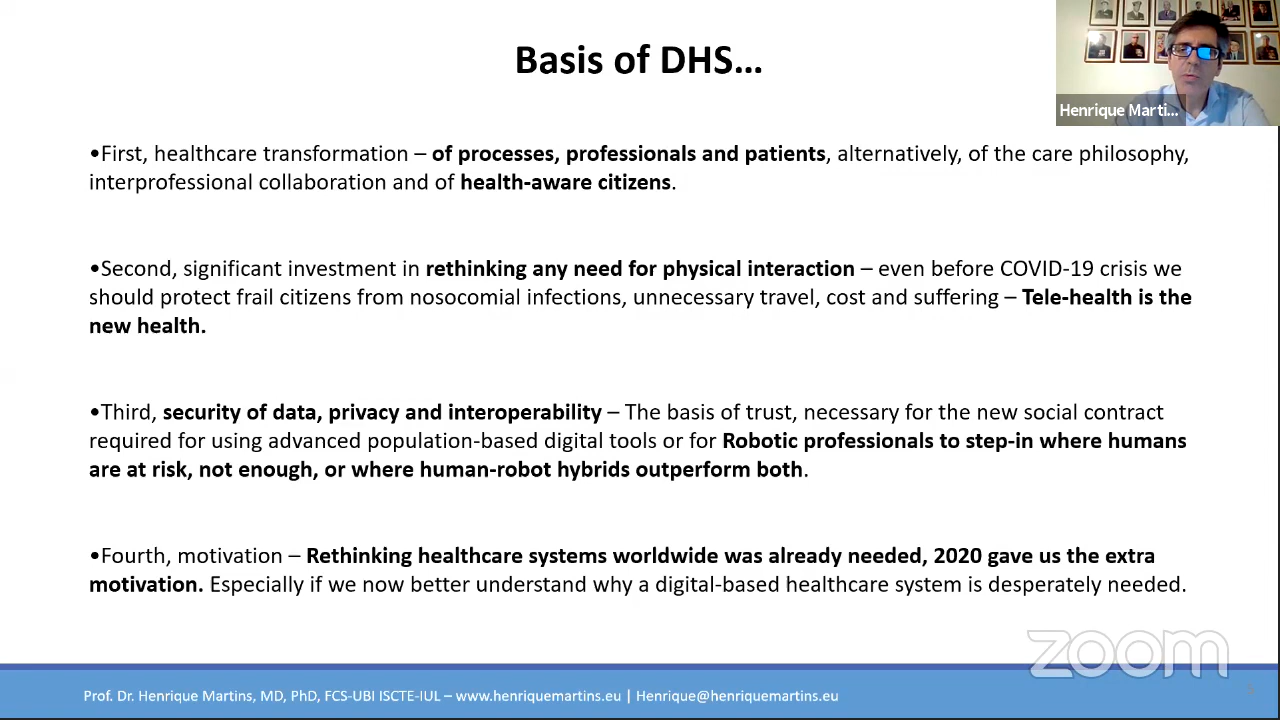 Basis of DHS...
Henrique Marti...
•First, healthcare transformation – of processes, professionals and patients, alternatively, of the care philosophy,
interprofessional collaboration and of health-aware citizens.
•Second, significant investment in rethinking any need for physical interaction – even before COVID-19 crisis we
should protect frail citizens from nosocomial infections, unnecessary travel, cost and suffering – Tele-health is the
new health.
•Third, security of data, privacy and interoperability – The basis of trust, necessary for the new social contract
required for using advanced population-based digital tools or for Robotic professionals to step-in where humans
are at risk, not enough, or where human-robot hybrids outperform both.
•Fourth, motivation – Rethinking healthcare systems worldwide was already needed, 2020 gave us the extra
motivation. Especially if we now better understand why a digital-based healthcare system is desperately needed.
zoom
Prof. Dr. Henrique Martins, MD, PhD, FCS-UBI ISCTE-IUL – www.henriquemartins.eu | Henrique@henriquemartins.eu